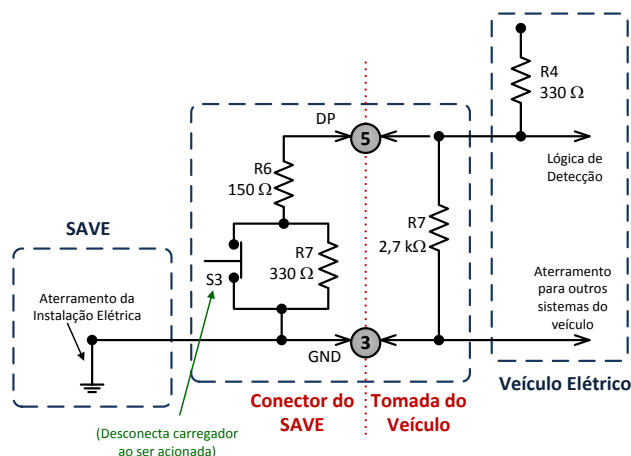 R4
330 Ω
DP
5
Lógica de
Detecção
R6
150 Ω
SAVE
R7
2,7 kΩ
R7
330 Ω
S3
Aterramento da
Instalação Elétrica
Aterramento
para outros
sistemas do
veículo
3
GND
Veículo Elétrico
Conector do
SAVE
Tomada do
Veículo
(Desconecta carregador
ao ser acionada)